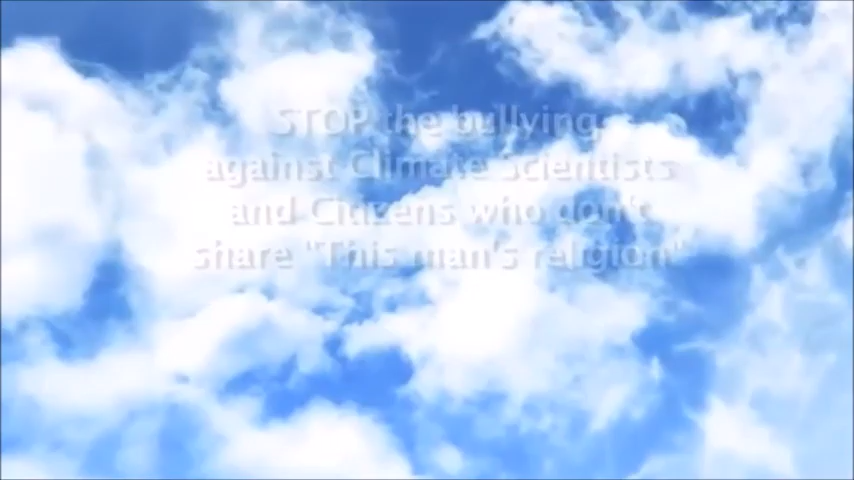 STOP the bullying
against Climate Scientists
and Citizens who don't
share "This man's religion"